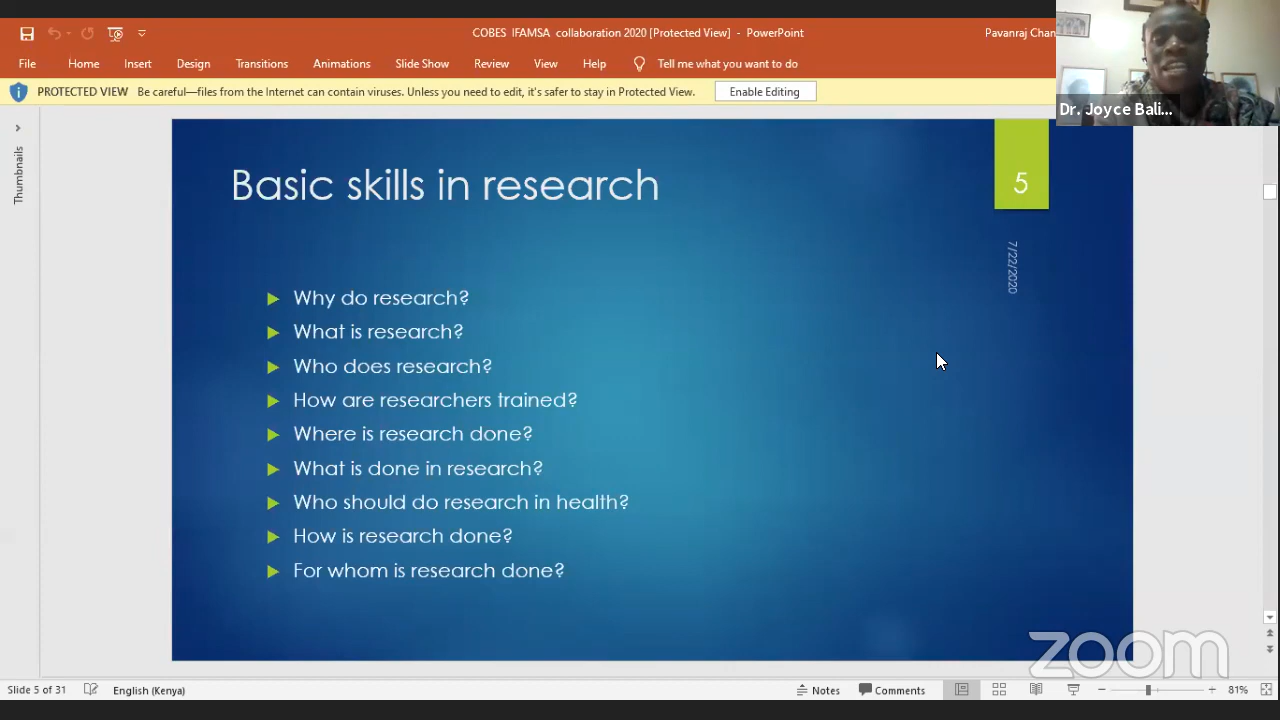 COBES IFAMSA collaboration 2020 [Protected View] - PowerPoint
Pavanraj Chan
File Home Insert Design Transitions Animations Slide Show Review View Help Tell me what you want to do
PROTECTED VIEW Be careful—files from the Internet can contain viruses. Unless you need to edit, it's safer to stay in Protected View. Enable Editing
Dr. Joyce Bali...
Thumbnails
Basic skills in research
5
7/22/2020
Why do research?
What is research?
Who does research?
How are researchers trained?
Where is research done?
What is done in research?
Who should do research in health?
How is research done?
For whom is research done?
zoom
Slide 5 of 31 English (Kenya) Notes Comments 81%